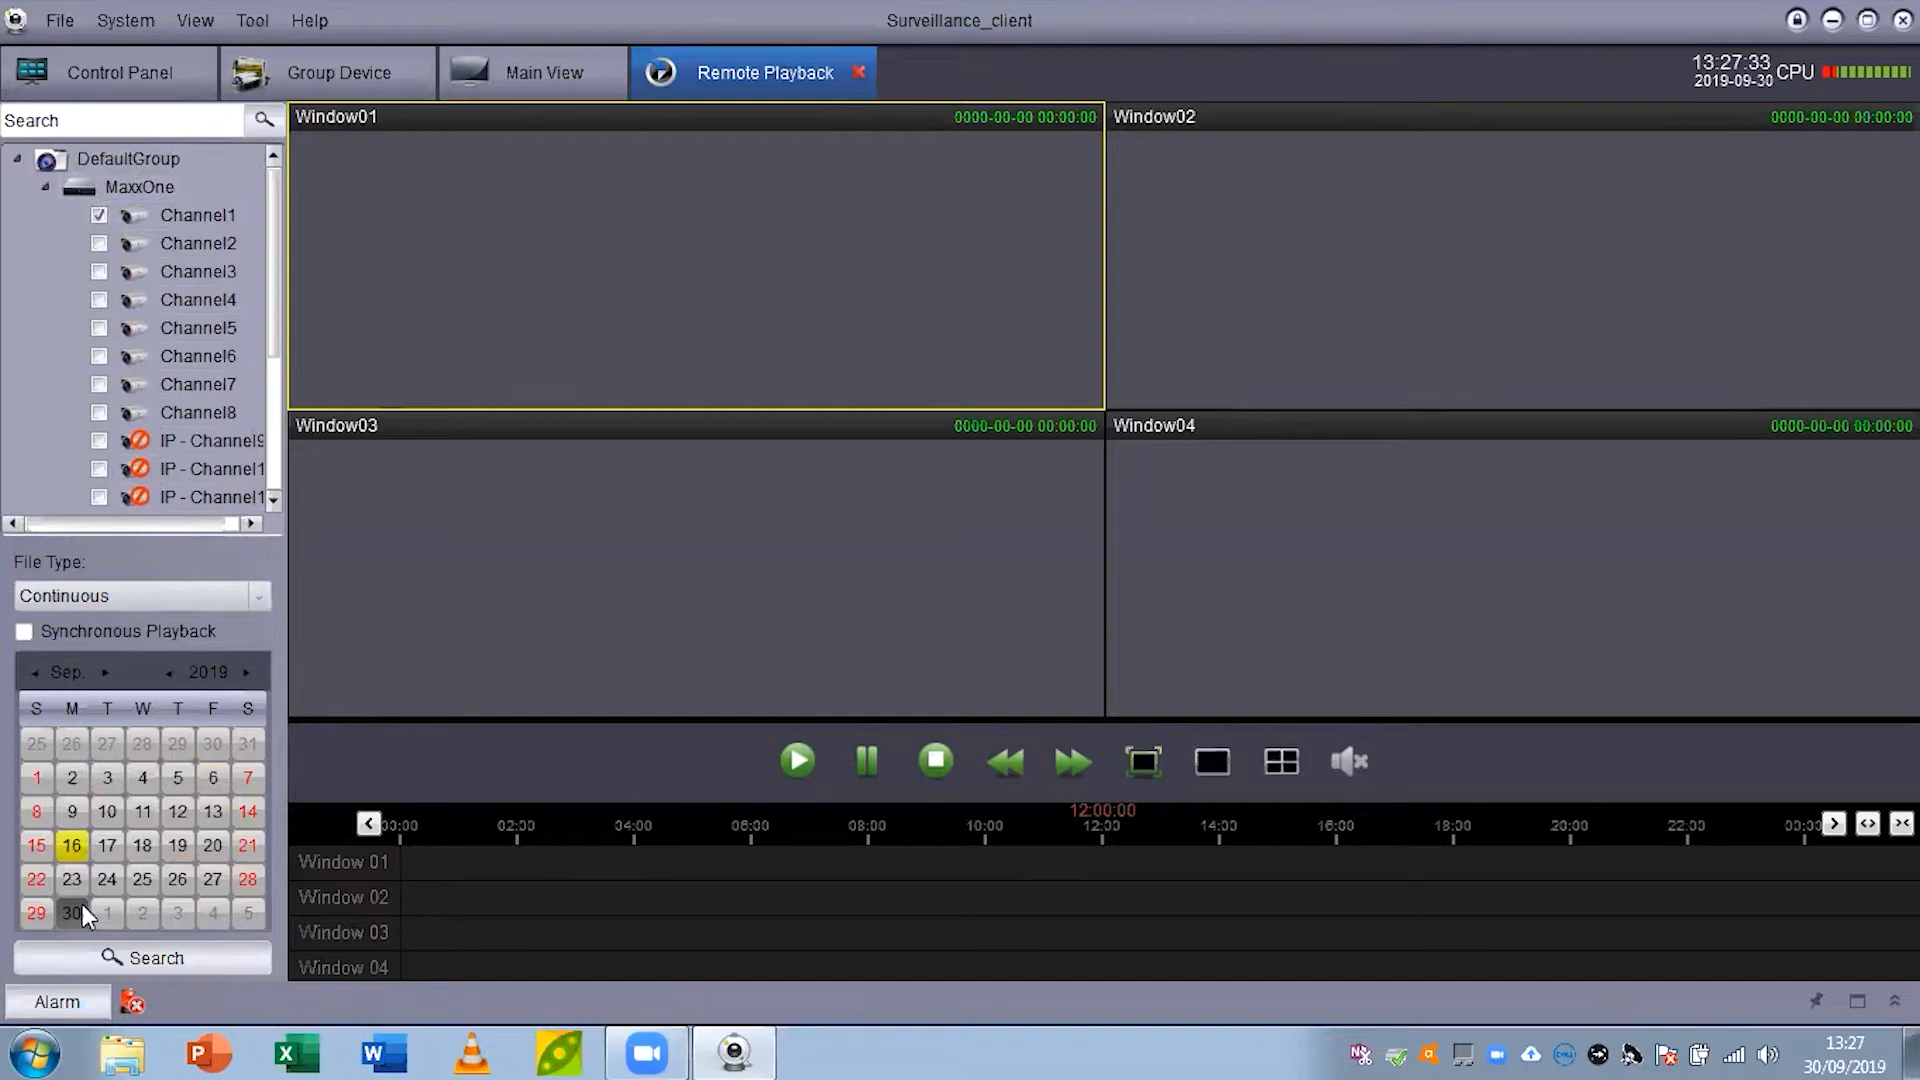 File System View Tool Help
Surveillance_client
Control Panel
Group Device
Main View
Remote Playback
13:27:33
2019-09-30
CPU
Search
DefaultGroup
MaxxOne
Channel1
Channel2
Channel3
Channel4
Channel5
Channel6
Channel7
Channel8
IP - Channel9
IP - Channel1
IP - Channel1
File Type:
Continuous
Synchronous Playback
Sep. 2019
S M T W T F S
25 26 27 28 29 30 31
1 2 3 4 5 6 7
8 9 10 11 12 13 14
15 16 17 18 19 20 21
22 23 24 25 26 27 28
29 30 1 2 3 4 5
Search
Alarm
Window01 0000-00-00 00:00:00
Window02 0000-00-00 00:00:00
Window03 0000-00-00 00:00:00
Window04 0000-00-00 00:00:00
12:00:00
00:00 02:00 04:00 06:00 08:00 10:00 12:00 14:00 16:00 18:00 20:00 22:00 00:00
Window 01
Window 02
Window 03
Window 04
13:27
30/09/2019